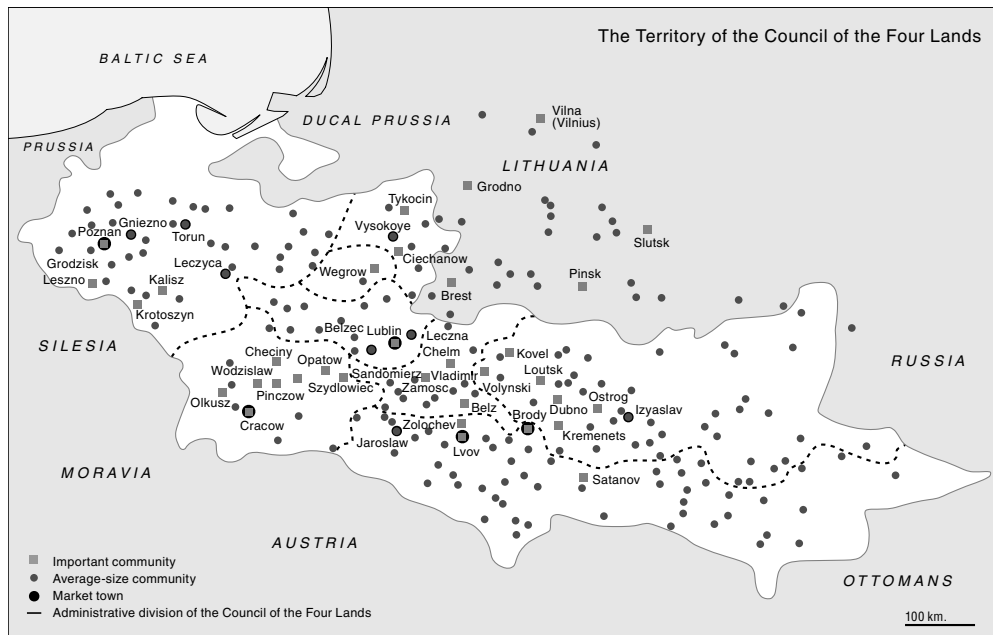 The Territory of the Council of the Four Lands
BALTIC SEA
DUCAL PRUSSIA
PRUSSIA
Vilna
(Vilnius)
LITHUANIA
Grodno
Tykocin
Slutsk
Vysokoye
Gniezno
Poznan
Torun
Ciechanow
Grodzisk
Leczyca
Wegrow
Leszno
Kalisz
Pinsk
Brest
Krotoszyn
SILESIA
Belzec
Lublin
Leczna
Checiny
Opatow
Chelm
Kovel
RUSSIA
Wodzislaw
Sandomierz
Vladimir
Loutsk
Szydlowiec
Zamosc
Volynski
Pinczow
Ostrog
Olkusz
Belz
Dubno
Izyaslav
Cracow
Zolochev
Brody
Kremenets
Jaroslaw
Lvov
MORAVIA
Satanov
AUSTRIA
OTTOMANS
Important community
Average-size community
Market town
Administrative division of the Council of the Four Lands
100 km.